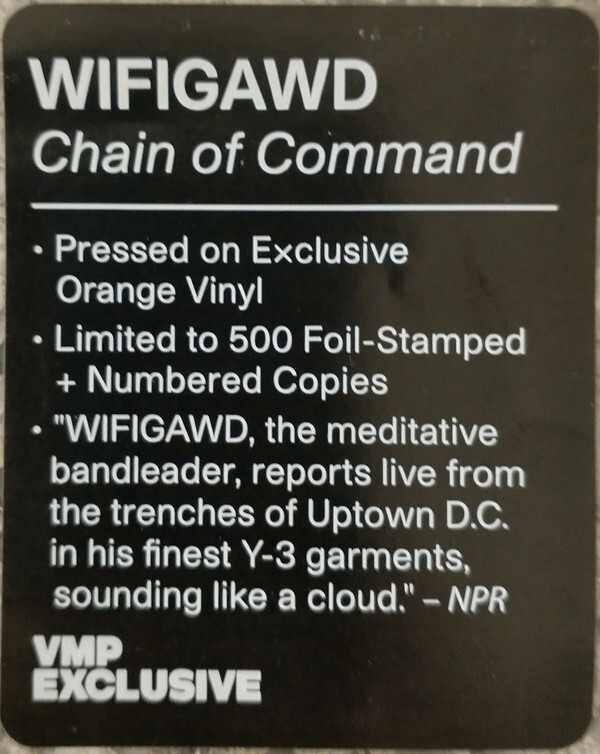 WIFIGAWD
Chain of Command
• Pressed on Exclusive
Orange Vinyl
• Limited to 500 Foil-Stamped
+ Numbered Copies
• "WIFIGAWD, the meditative
bandleader, reports live from
the trenches of Uptown D.C.
in his finest Y-3 garments,
sounding like a cloud." – NPR
VMP
EXCLUSIVE